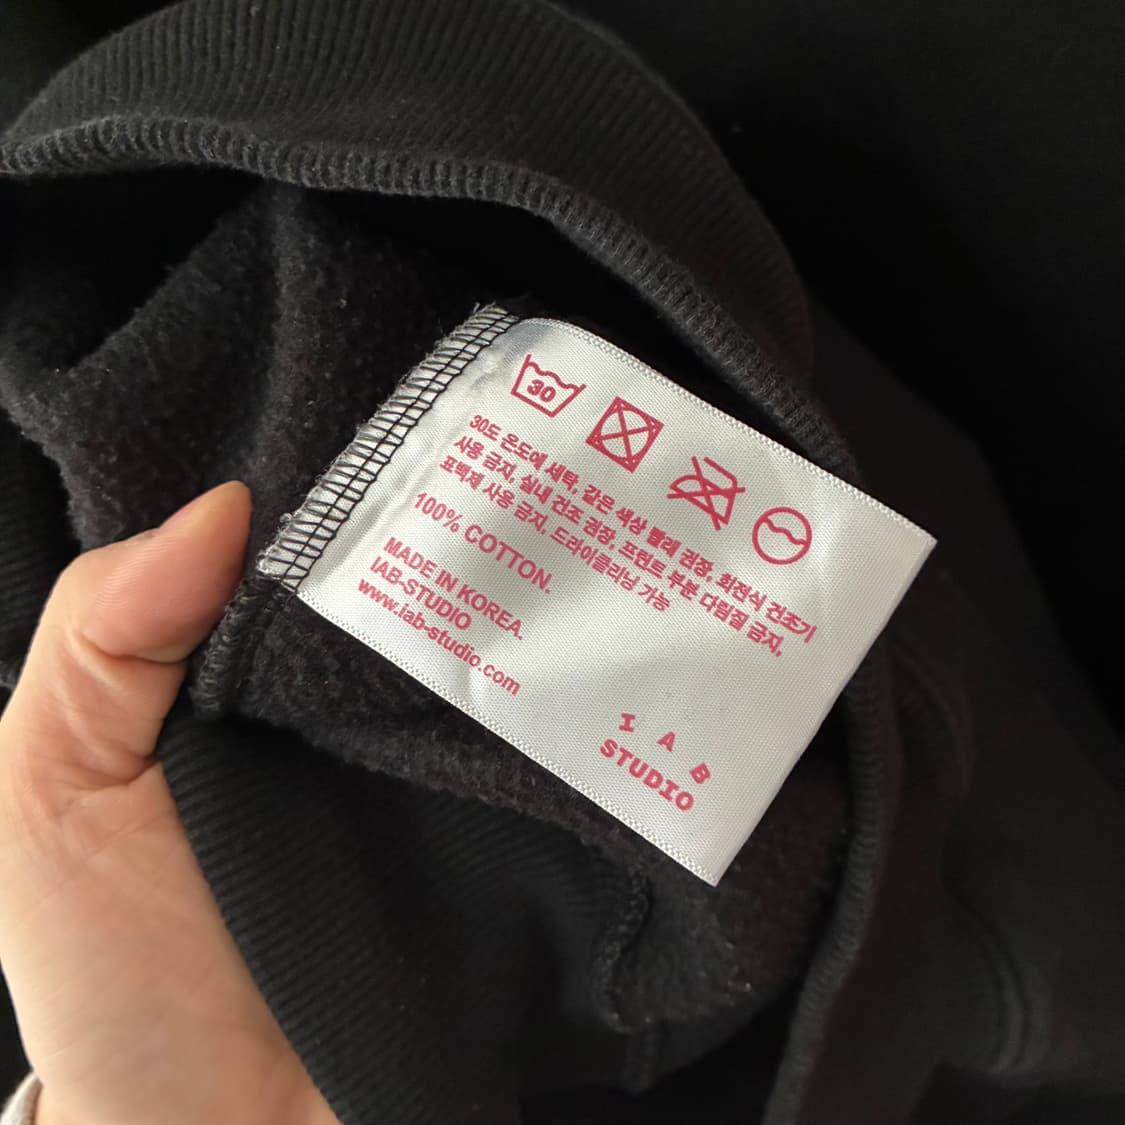 30
30도 온도에 세탁, 같은 색상 빨래 권장, 회전식 건조기
사용 금지, 실내 건조 권장, 프린트 부분 다림질 금지,
표백제 사용 금지, 드라이클리닝 가능
100% COTTON.
MADE IN KOREA.
IAB-STUDIO
www.iab-studio.com
I A B
STUDIO